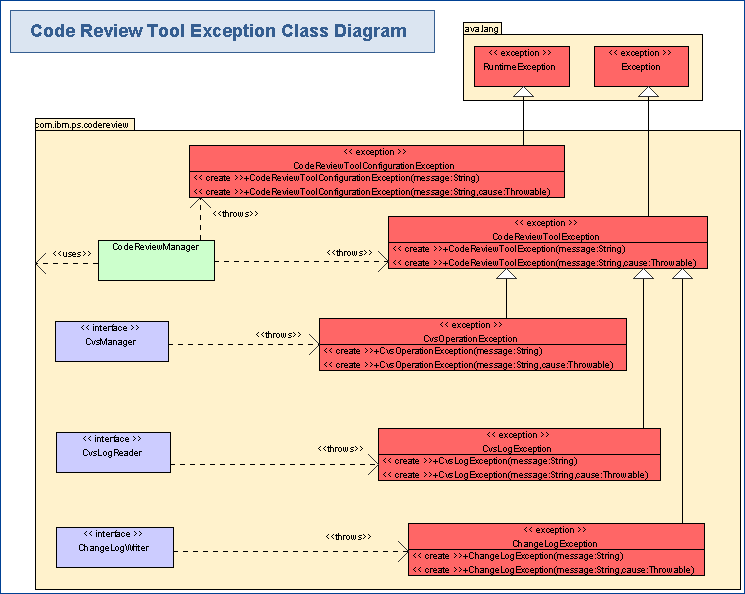 Code Review Tool Exception Class Diagram
ava.lang
<< exception >>
RuntimeException
<< exception >>
Exception
com.ibm.ps.codereview
<< exception >>
CodeReviewToolConfigurationException
<< create >>+CodeReviewToolConfigurationException(message:String)
<< create >>+CodeReviewToolConfigurationException(message:String,cause:Throwable)
<<throws>>
<< exception >>
CodeReviewToolException
<< create >>+CodeReviewToolException(message:String)
<< create >>+CodeReviewToolException(message:String,cause:Throwable)
<<uses>>
CodeReviewManager
<<throws>>
<< interface >>
CvsManager
<<throws>>
<< exception >>
CvsOperationException
<< create >>+CvsOperationException(message:String)
<< create >>+CvsOperationException(message:String,cause:Throwable)
<< interface >>
CvsLogReader
<<throws>>
<< exception >>
CvsLogException
<< create >>+CvsLogException(message:String)
<< create >>+CvsLogException(message:String,cause:Throwable)
<< interface >>
ChangeLogWriter
<<throws>>
<< exception >>
ChangeLogException
<< create >>+ChangeLogException(message:String)
<< create >>+ChangeLogException(message:String,cause:Throwable)